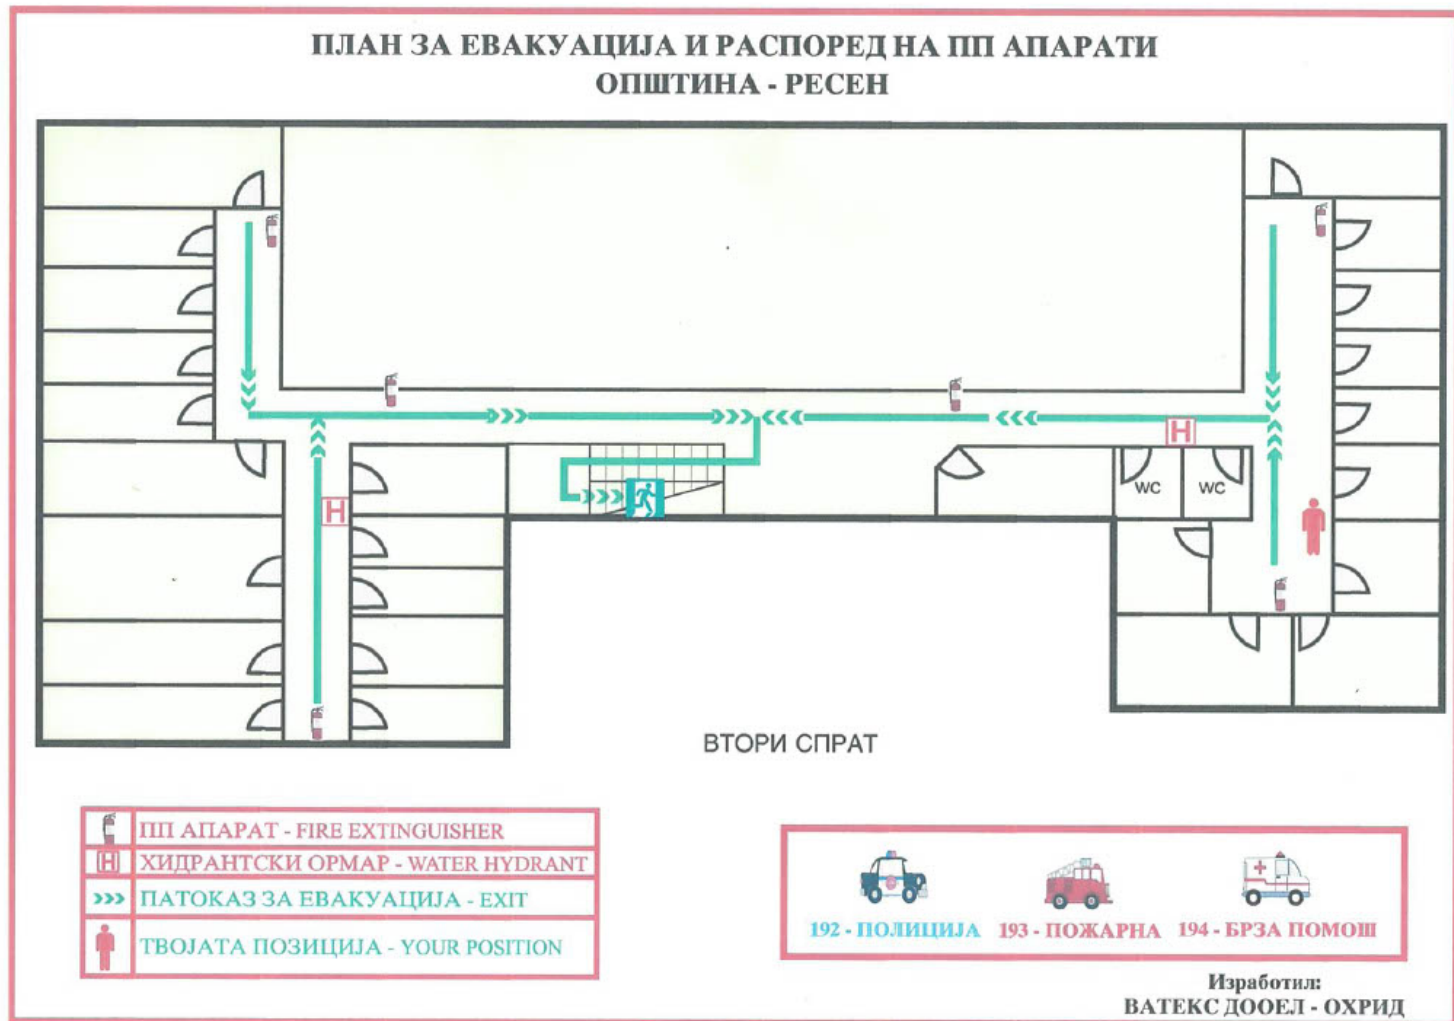 ПЛАН ЗА ЕВАКУАЦИЈА И РАСПОРЕД НА ПП АПАРАТИ
ОПШТИНА - РЕСЕН
H
H
WC
WC
ВТОРИ СПРАТ
ПП АПАРАТ - FIRE EXTINGUISHER
H ХИДРАНТСКИ ОРМАР - WATER HYDRANT
ПАТОКАЗ ЗА ЕВАКУАЦИЈА - EXIT
ТВОЈАТА ПОЗИЦИЈА - YOUR POSITION
192 - ПОЛИЦИЈА 193 - ПОЖАРНА 194 - БРЗА ПОМОШ
Изработил:
ВАТЕКС ДООЕЛ - ОХРИД